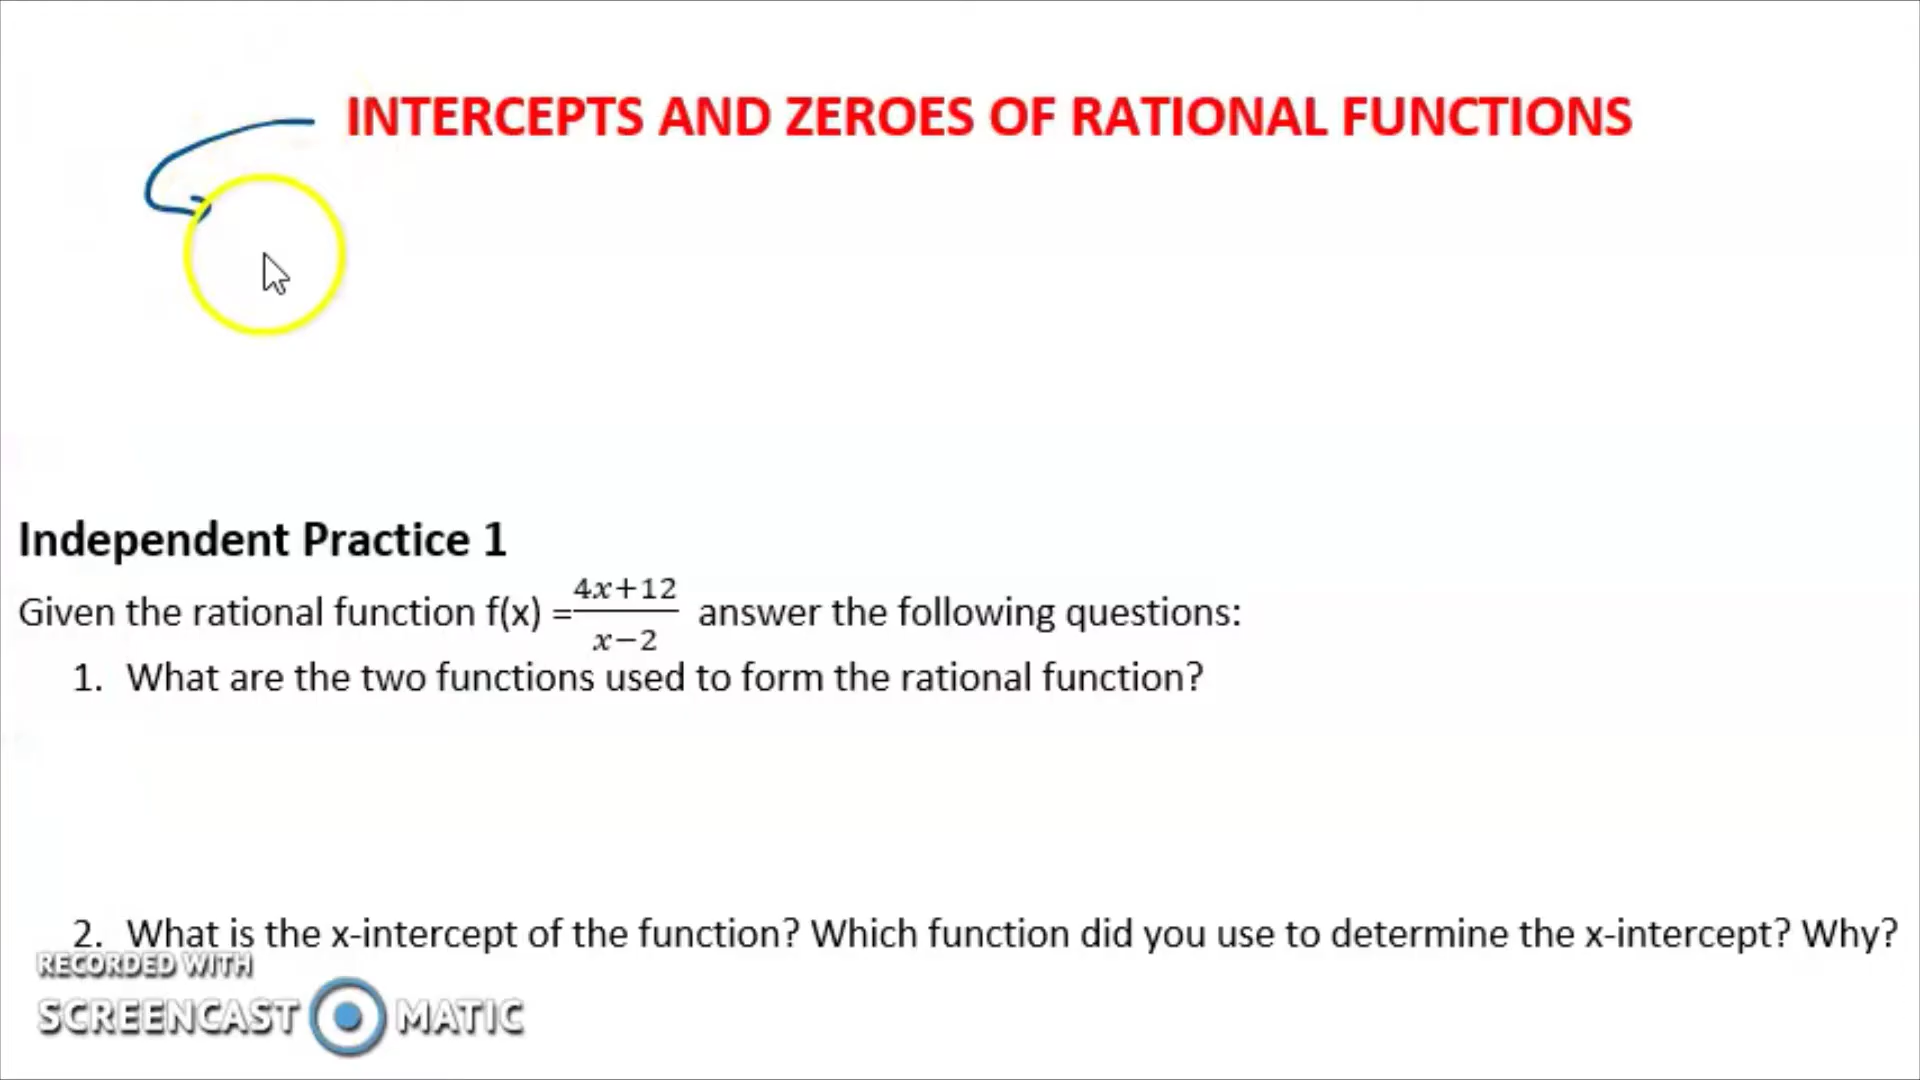 INTERCEPTS AND ZEROES OF RATIONAL FUNCTIONS
Independent Practice 1
Given the rational function f(x) = 4x+12 / x−2 answer the following questions:
1. What are the two functions used to form the rational function?
2. What is the x-intercept of the function? Which function did you use to determine the x-intercept? Why?
RECORDED WITH
SCREENCAST MATIC